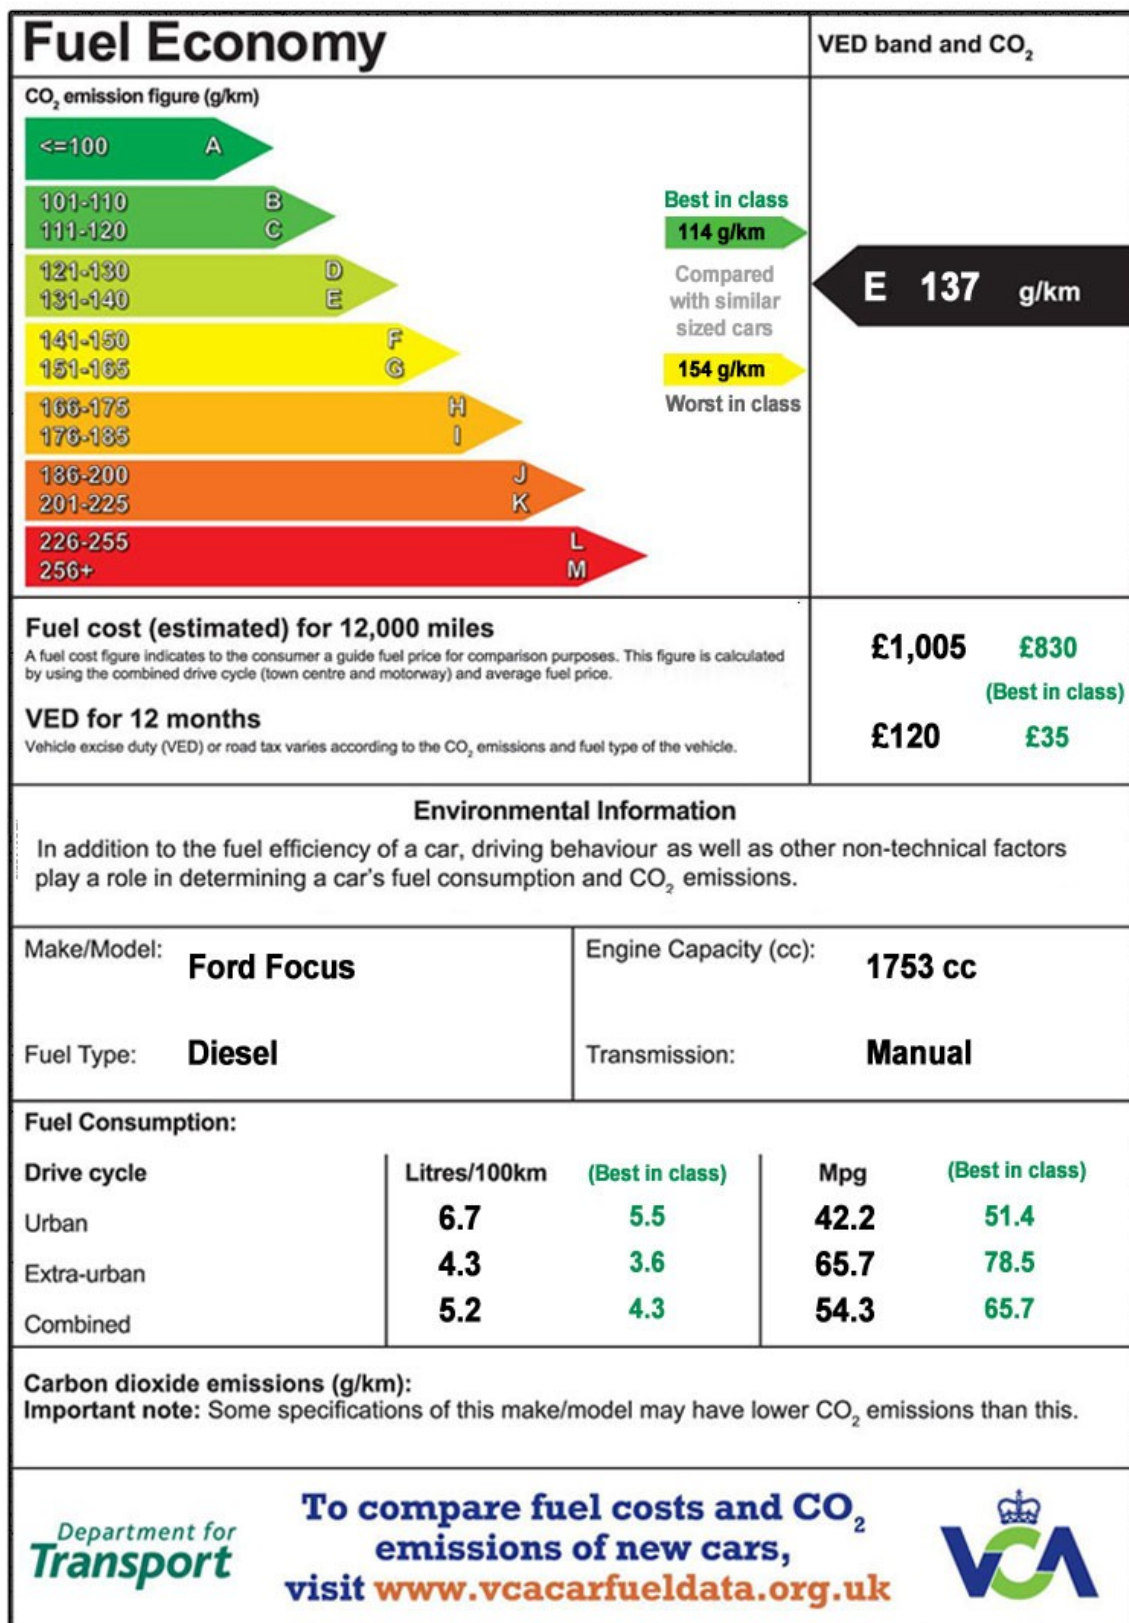 Fuel Economy
VED band and CO₂
CO₂ emission figure (g/km)
<=100 A
101-110 B
111-120 C
121-130 D
131-140 E
141-150 F
151-165 G
166-175 H
176-185 I
186-200 J
201-225 K
226-255 L
256+ M
Best in class
114 g/km
Compared
with similar
sized cars
154 g/km
Worst in class
E 137 g/km
Fuel cost (estimated) for 12,000 miles
A fuel cost figure indicates to the consumer a guide fuel price for comparison purposes. This figure is calculated
by using the combined drive cycle (town centre and motorway) and average fuel price.
£1,005 £830
(Best in class)
VED for 12 months
Vehicle excise duty (VED) or road tax varies according to the CO₂ emissions and fuel type of the vehicle.
£120 £35
Environmental Information
In addition to the fuel efficiency of a car, driving behaviour as well as other non-technical factors
play a role in determining a car's fuel consumption and CO₂ emissions.
Make/Model: Ford Focus
Engine Capacity (cc): 1753 cc
Fuel Type: Diesel
Transmission: Manual
Fuel Consumption:
Drive cycle Litres/100km (Best in class) Mpg (Best in class)
Urban 6.7 5.5 42.2 51.4
Extra-urban 4.3 3.6 65.7 78.5
Combined 5.2 4.3 54.3 65.7
Carbon dioxide emissions (g/km):
Important note: Some specifications of this make/model may have lower CO₂ emissions than this.
Department for
Transport
To compare fuel costs and CO₂
emissions of new cars,
visit www.vcacarfueldata.org.uk
VCA